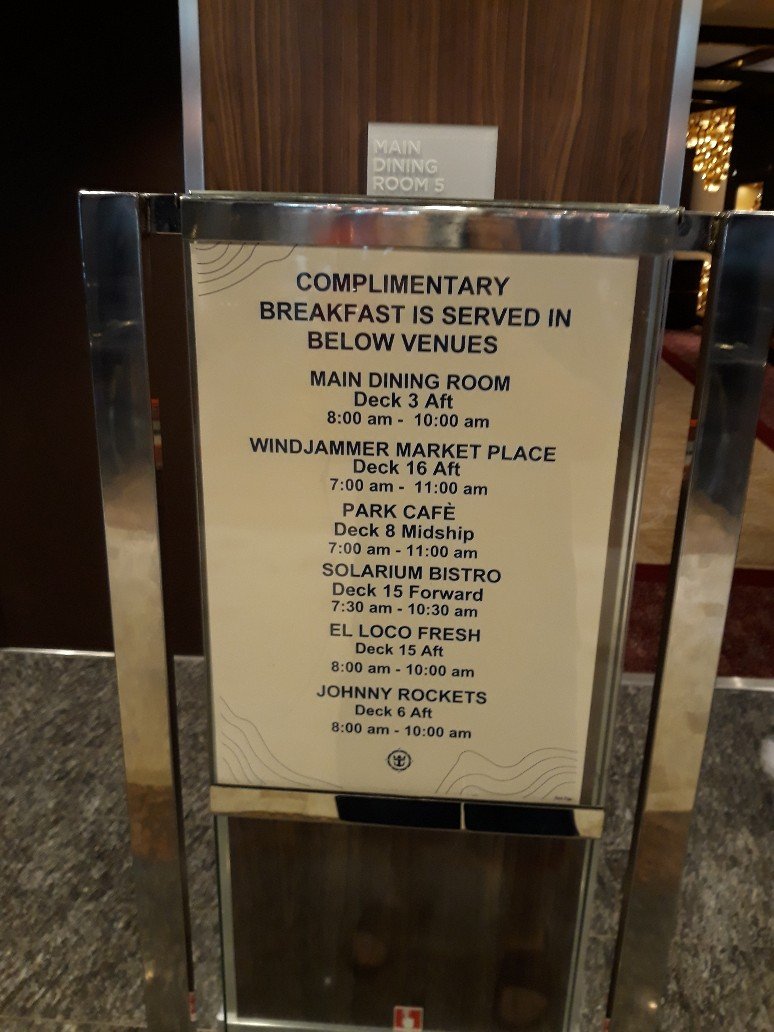 MAIN
DINING
ROOM 5
COMPLIMENTARY
BREAKFAST IS SERVED IN
BELOW VENUES
MAIN DINING ROOM
Deck 3 Aft
8:00 am - 10:00 am
WINDJAMMER MARKET PLACE
Deck 16 Aft
7:00 am - 11:00 am
PARK CAFÈ
Deck 8 Midship
7:00 am - 11:00 am
SOLARIUM BISTRO
Deck 15 Forward
7:30 am - 10:30 am
EL LOCO FRESH
Deck 15 Aft
8:00 am - 10:00 am
JOHNNY ROCKETS
Deck 6 Aft
8:00 am - 10:00 am